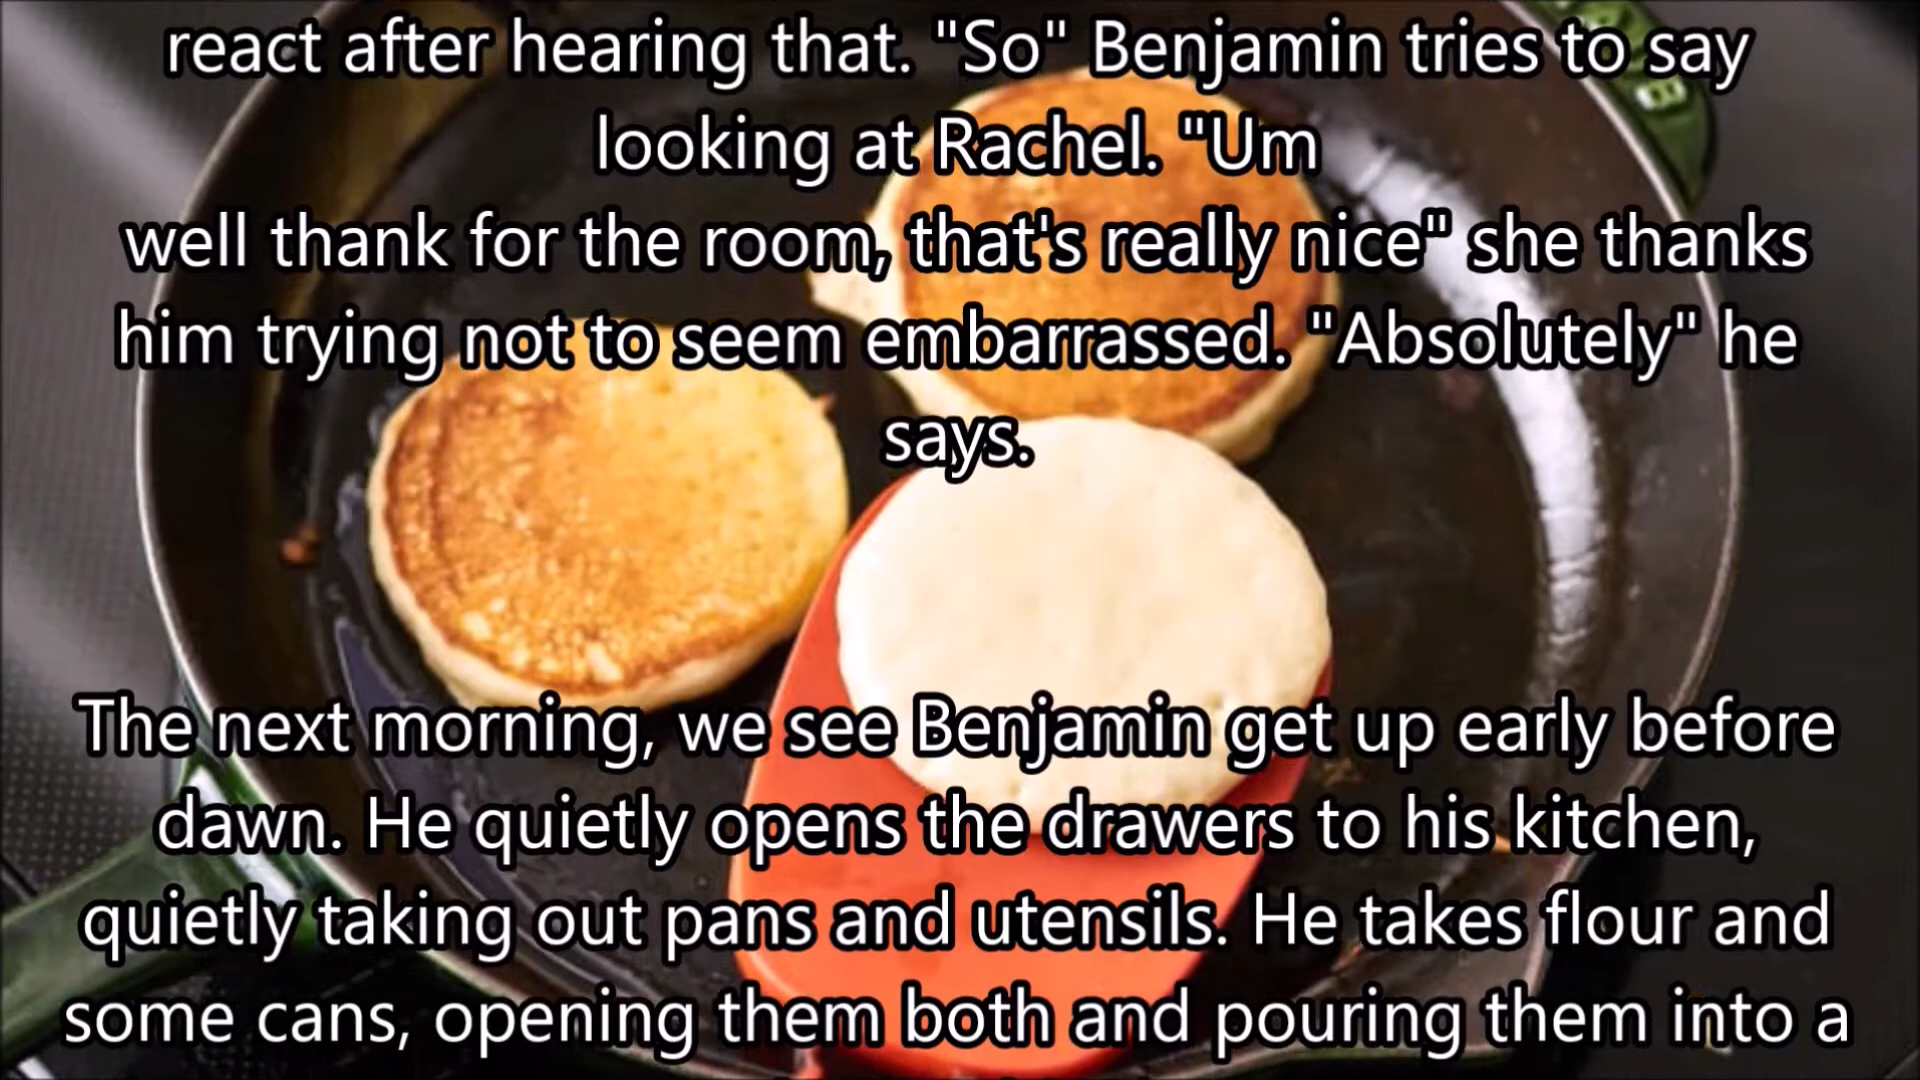 react after hearing that. "So" Benjamin tries to say
looking at Rachel. "Um
well thank for the room, that's really nice" she thanks
him trying not to seem embarrassed. "Absolutely" he
says.
The next morning, we see Benjamin get up early before
dawn. He quietly opens the drawers to his kitchen,
quietly taking out pans and utensils. He takes flour and
some cans, opening them both and pouring them into a